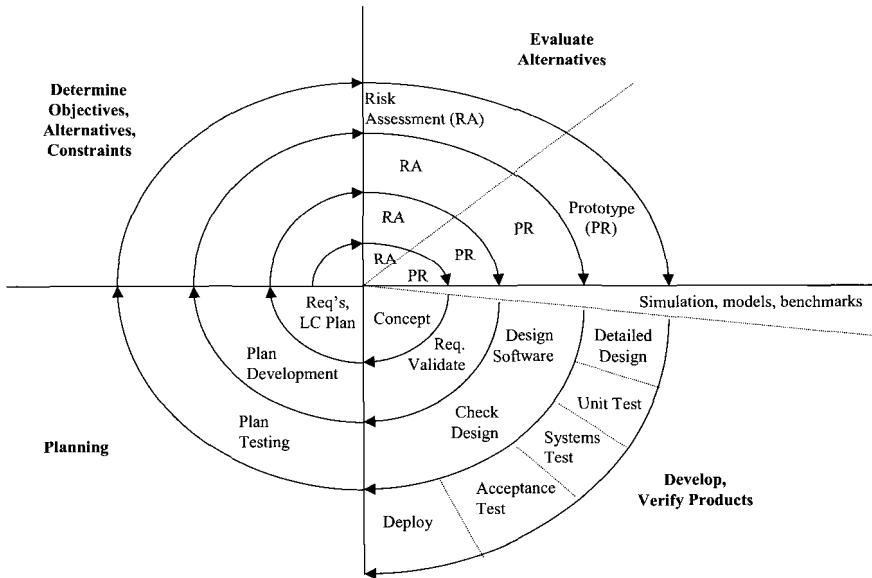 Evaluate
Alternatives
Determine
Objectives,
Alternatives,
Constraints
Risk
Assessment (RA)
RA
RA
RA
Prototype
(PR)
PR
PR
PR
Simulation, models, benchmarks
Req's,
LC Plan
Concept
Req.
Validate
Design
Software
Detailed
Design
Plan
Development
Unit Test
Plan
Testing
Check
Design
Systems
Test
Planning
Acceptance
Test
Develop,
Verify Products
Deploy